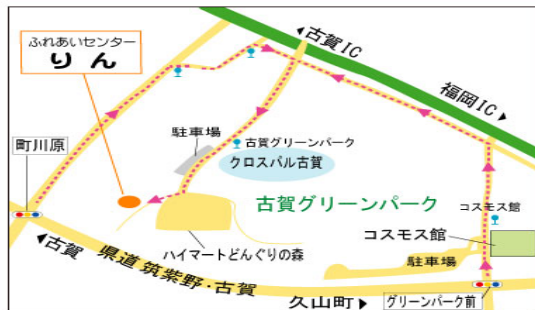 ふれあいセンター
りん
古賀IC
福岡IC
駐車場
古賀グリーンパーク
クロスパル古賀
町川原
古賀グリーンパーク
コスモス館
コスモス館
ハイマートどんぐりの森
駐車場
古賀
県道 筑紫野・古賀
久山町
グリーンパーク前